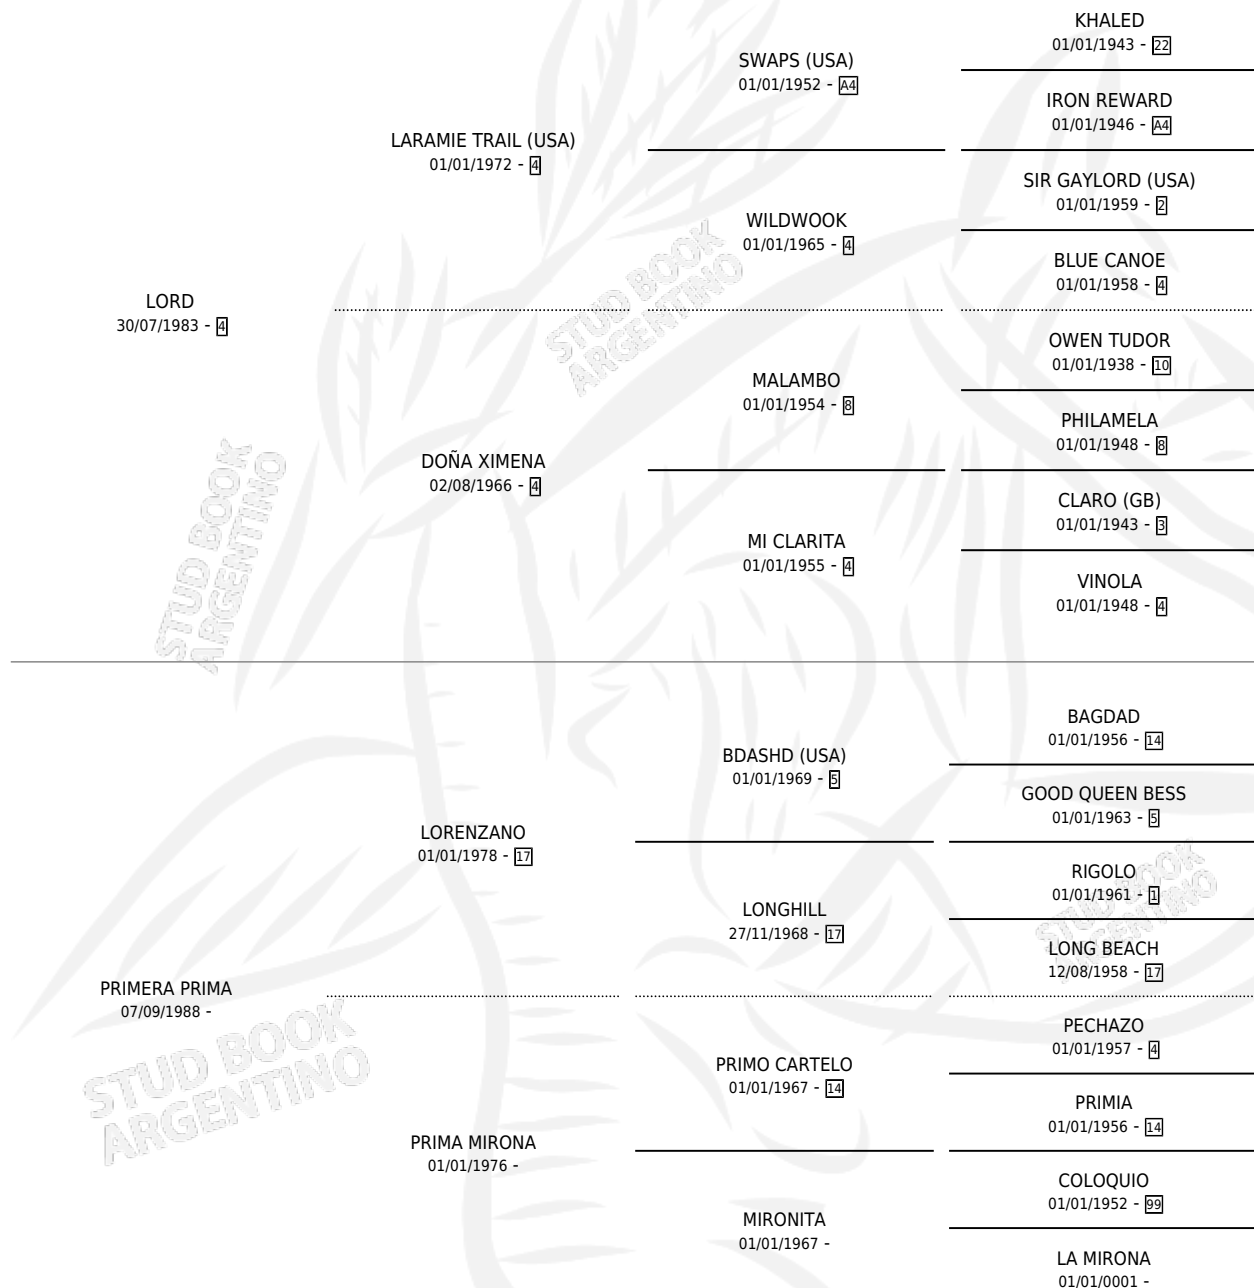 KHALED
01/01/1943 - 22
SWAPS (USA)
01/01/1952 - A4
IRON REWARD
01/01/1946 - A4
LARAMIE TRAIL (USA)
01/01/1972 - 4
SIR GAYLORD (USA)
01/01/1959 - 2
WILDWOOK
01/01/1965 - 4
BLUE CANOE
01/01/1958 - 4
LORD
30/07/1983 - 4
OWEN TUDOR
01/01/1938 - 10
MALAMBO
01/01/1954 - 8
PHILAMELA
01/01/1948 - 8
DOÑA XIMENA
02/08/1966 - 4
CLARO (GB)
01/01/1943 - 3
MI CLARITA
01/01/1955 - 4
VINOLA
01/01/1948 - 4
BAGDAD
01/01/1956 - 14
BDASHD (USA)
01/01/1969 - 5
GOOD QUEEN BESS
01/01/1963 - 5
LORENZANO
01/01/1978 - 17
RIGOLO
01/01/1961 - 1
LONGHILL
27/11/1968 - 17
LONG BEACH
12/08/1958 - 17
PRIMERA PRIMA
07/09/1988 -
PECHAZO
01/01/1957 - 4
PRIMO CARTELO
01/01/1967 - 14
PRIMIA
01/01/1956 - 14
PRIMA MIRONA
01/01/1976 -
COLOQUIO
01/01/1952 - 99
MIRONITA
01/01/1967 -
LA MIRONA
01/01/0001 -
STUD BOOK
ARGENTINO
STUD BOOK
ARGENTINO
STUD BOOK
ARGENTINO
STUD BOOK
ARGENTINO